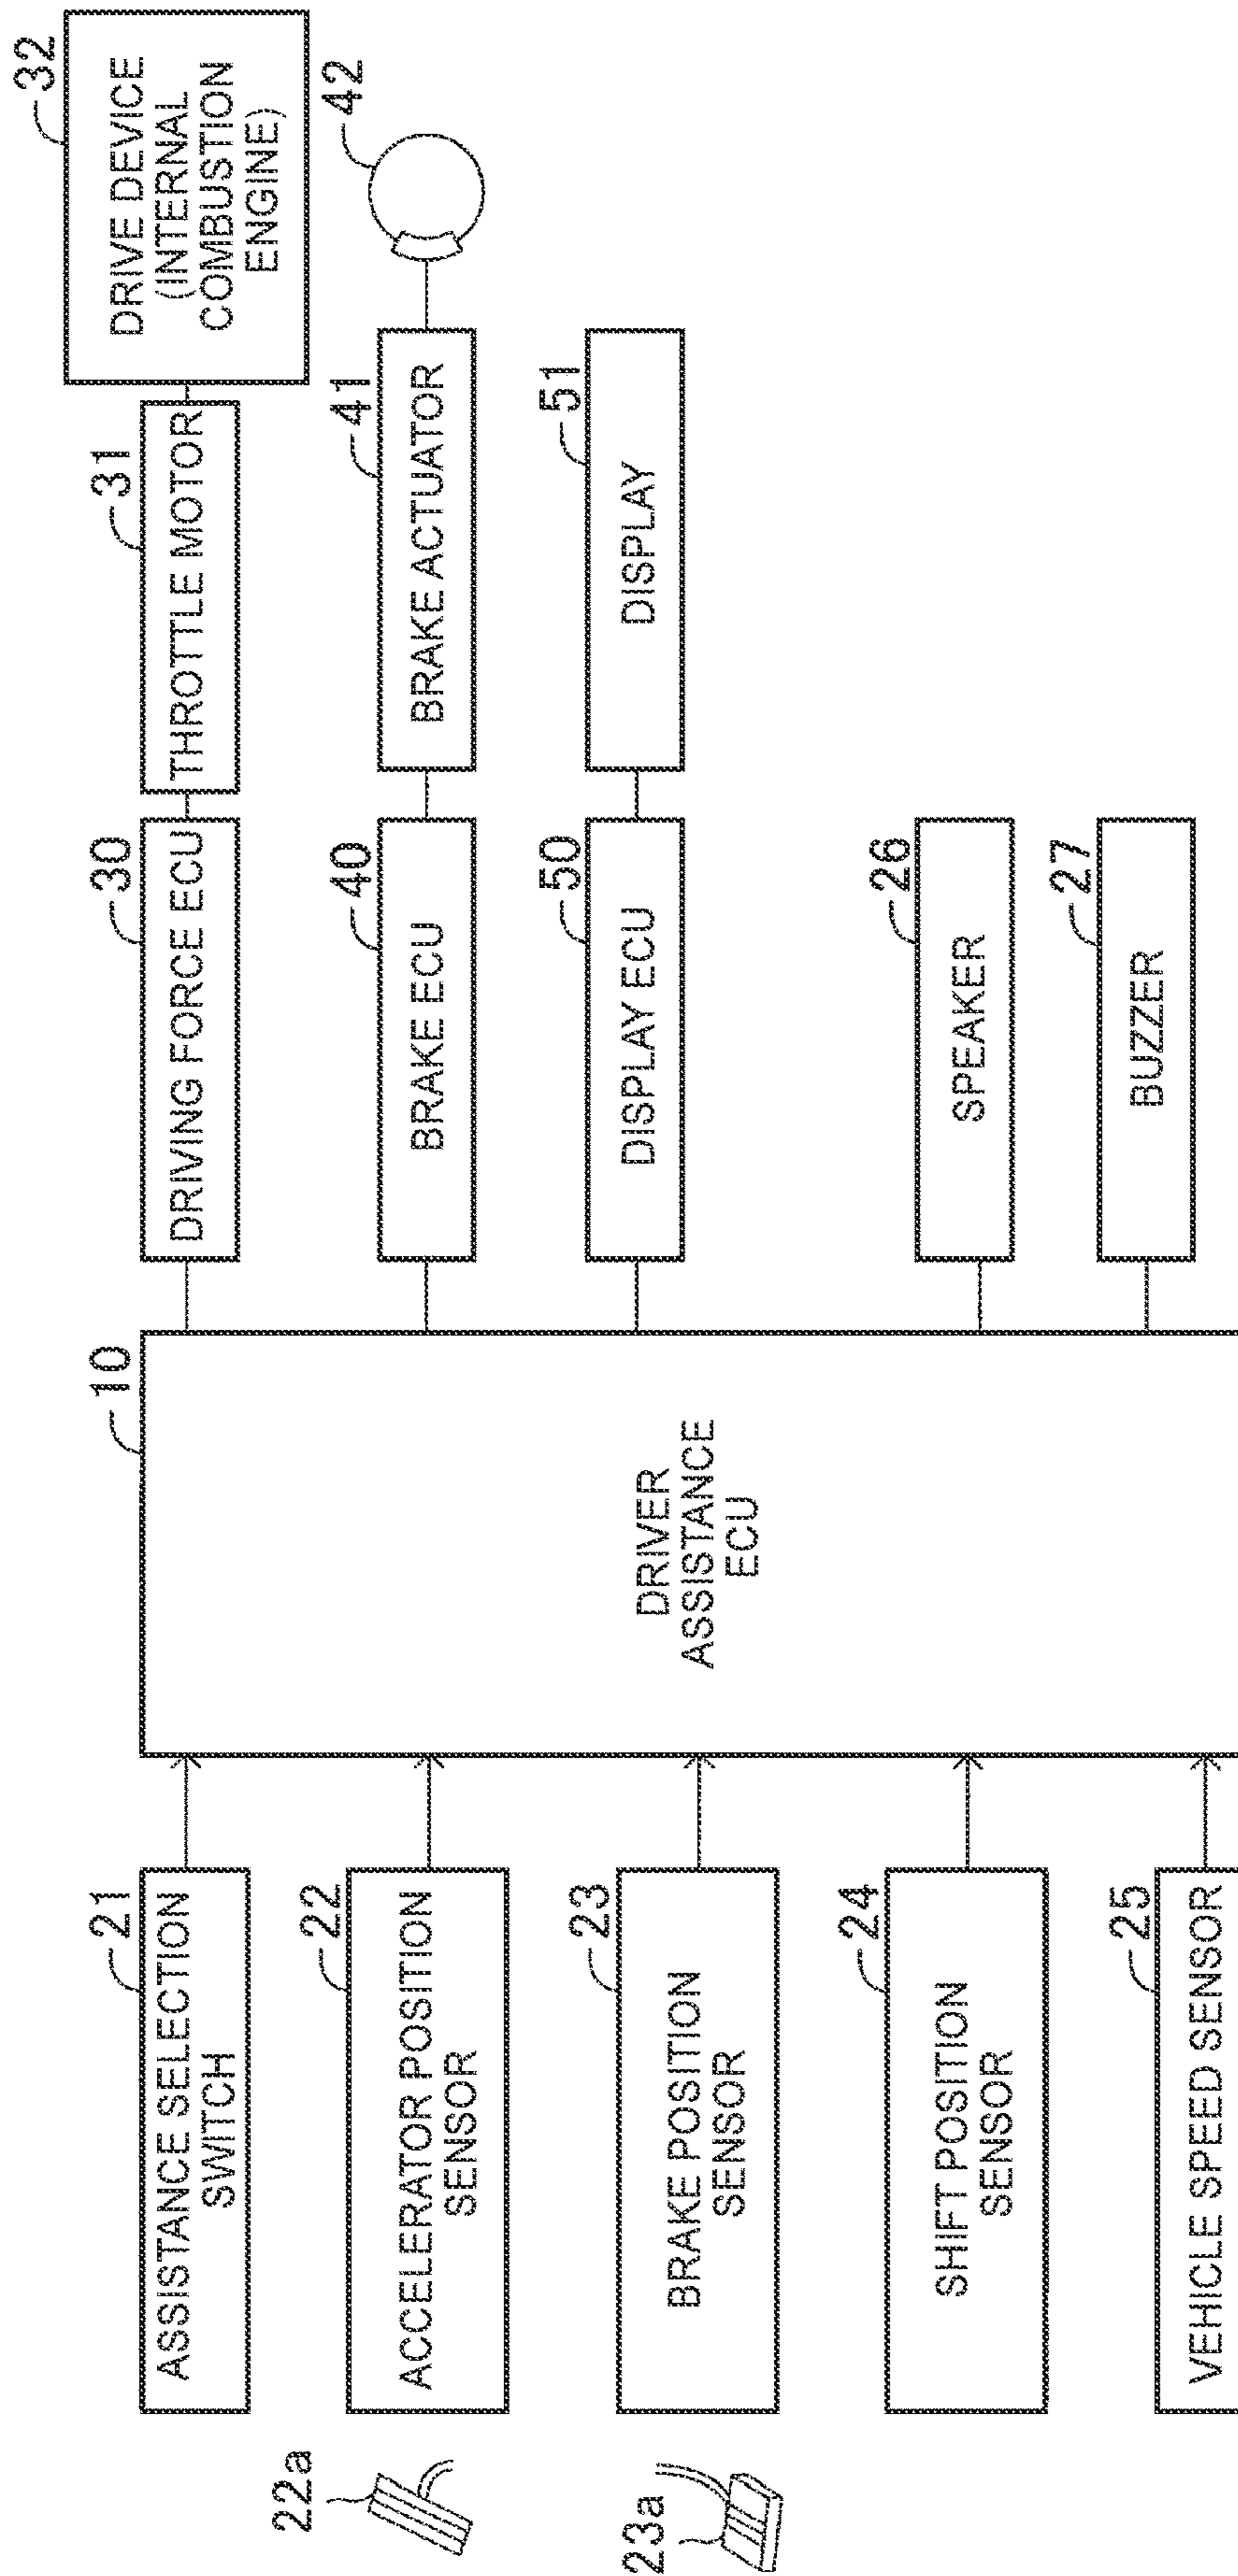 22a
23a
21
ASSISTANCE SELECTION
SWITCH
22
ACCELERATOR POSITION
SENSOR
23
BRAKE POSITION
SENSOR
24
SHIFT POSITION
SENSOR
25
VEHICLE SPEED SENSOR
10
DRIVER
ASSISTANCE
ECU
30
DRIVING FORCE ECU
31
THROTTLE MOTOR
32
DRIVE DEVICE
(INTERNAL
COMBUSTION
ENGINE)
40
BRAKE ECU
41
BRAKE ACTUATOR
42
50
DISPLAY ECU
51
DISPLAY
26
SPEAKER
27
BUZZER